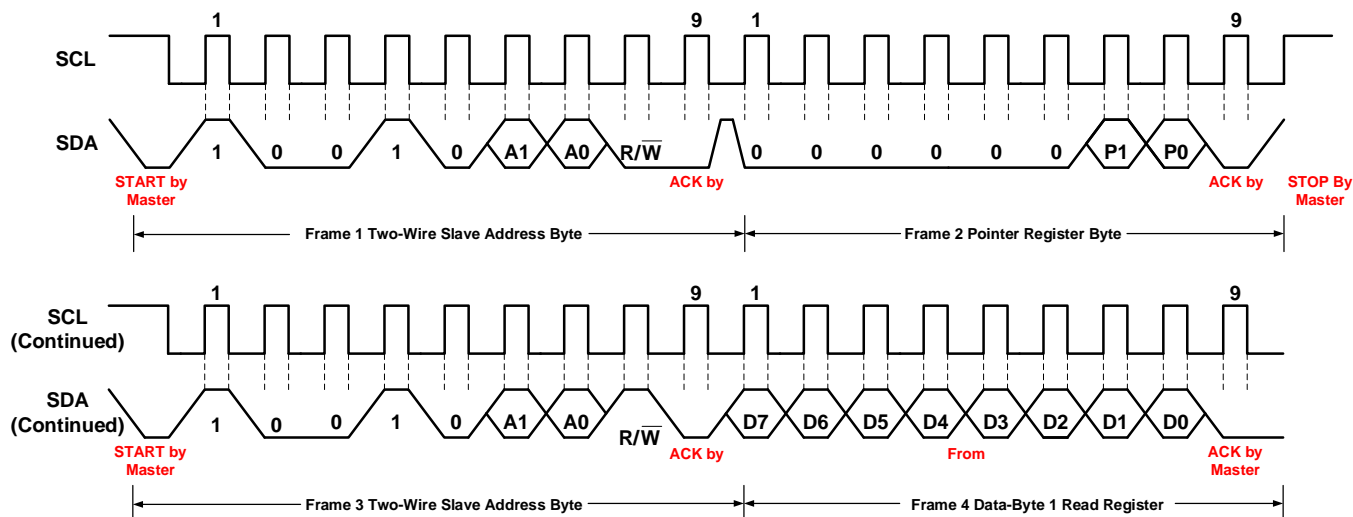 1 9 1 9
SCL
SDA
1 0 0 1 0 A1 A0 R/W̅ 0 0 0 0 0 0 P1 P0
START by
Master
ACK by
ACK by
STOP By
Master
Frame 1 Two-Wire Slave Address Byte
Frame 2 Pointer Register Byte
1 9 1 9
SCL
(Continued)
SDA
(Continued)
1 0 0 1 0 A1 A0 R/W̅ D7 D6 D5 D4 D3 D2 D1 D0
START by
Master
ACK by
From
ACK by
Master
Frame 3 Two-Wire Slave Address Byte
Frame 4 Data-Byte 1 Read Register